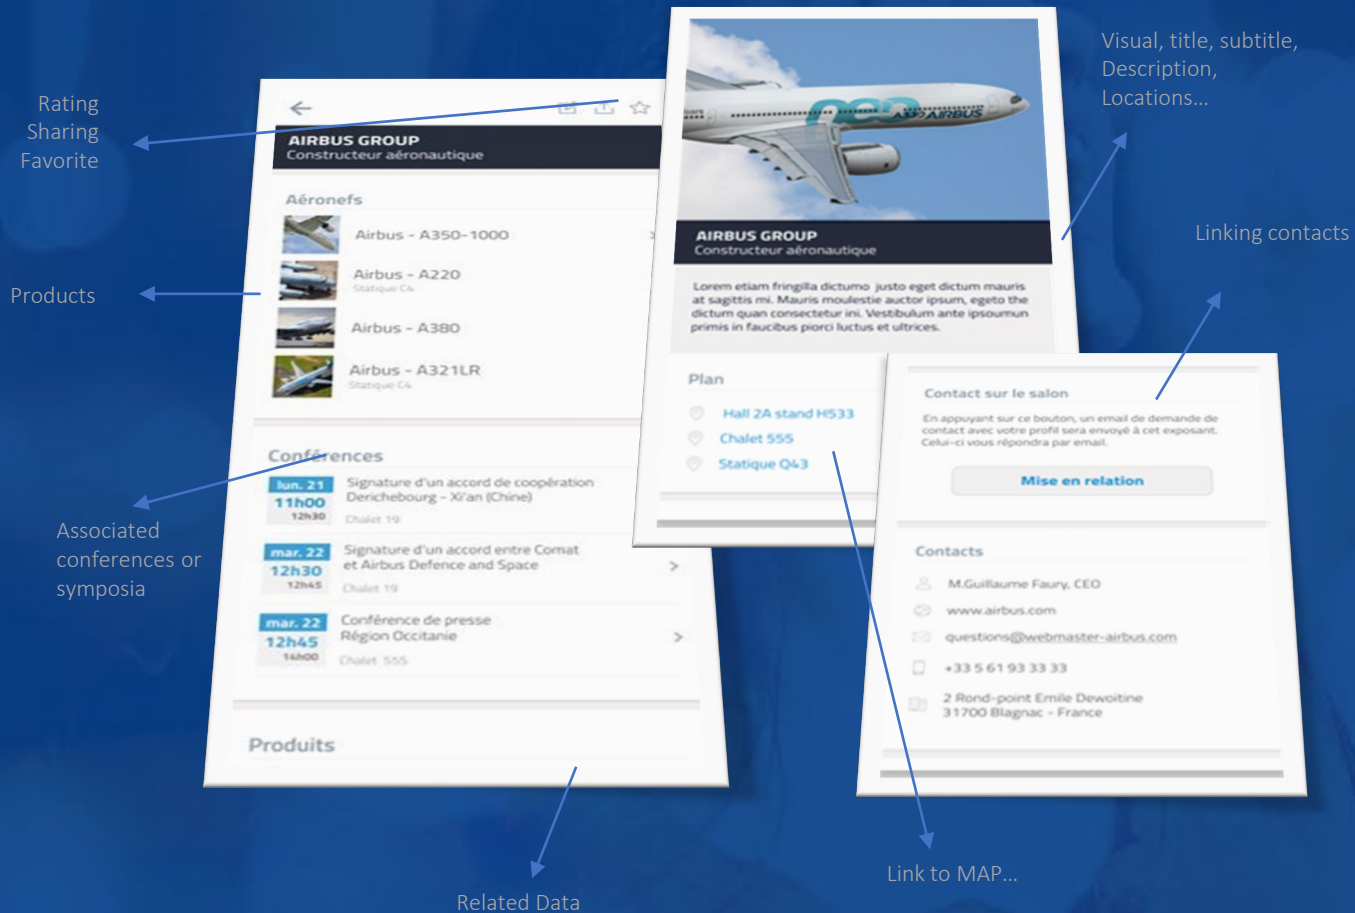 Rating
Sharing
Favorite
Products
Associated
conferences or
symposia
AIRBUS GROUP
Constructeur aéronautique
Aéronefs
Airbus - A350-1000
Airbus - A220
Statique C4
Airbus - A380
Airbus - A321LR
Statique C4
Conférences
lun. 21
11h00
12h30
Signature d'un accord de coopération
Derichebourg - Xi'an (Chine)
Chalet 19
mar. 22
12h30
12h45
Signature d'un accord entre Comat
et Airbus Defence and Space
Chalet 19
mar. 22
12h45
14h00
Conférence de presse
Région Occitanie
Chalet 555
Produits
Related Data
neo
A330 AIRBUS
AIRBUS GROUP
Constructeur aéronautique
Lorem etiam fringilla dictumo justo eget dictum mauris
at sagittis mi. Mauris moulestie auctor ipsum, egeto the
dictum quan consectetur ini. Vestibulum ante ipsoumun
primis in faucibus piorci luctus et ultrices.
Plan
Hall 2A stand H533
Chalet 555
Statique Q43
Link to MAP...
Visual, title, subtitle,
Description,
Locations...
Linking contacts
Contact sur le salon
En appuyant sur ce bouton, un email de demande de
contact avec votre profil sera envoyé à cet exposant.
Celui-ci vous répondra par email.
Mise en relation
Contacts
M.Guillaume Faury, CEO
www.airbus.com
questions@webmaster-airbus.com
+33 5 61 93 33 33
2 Rond-point Emile Dewoitine
31700 Blagnac - France